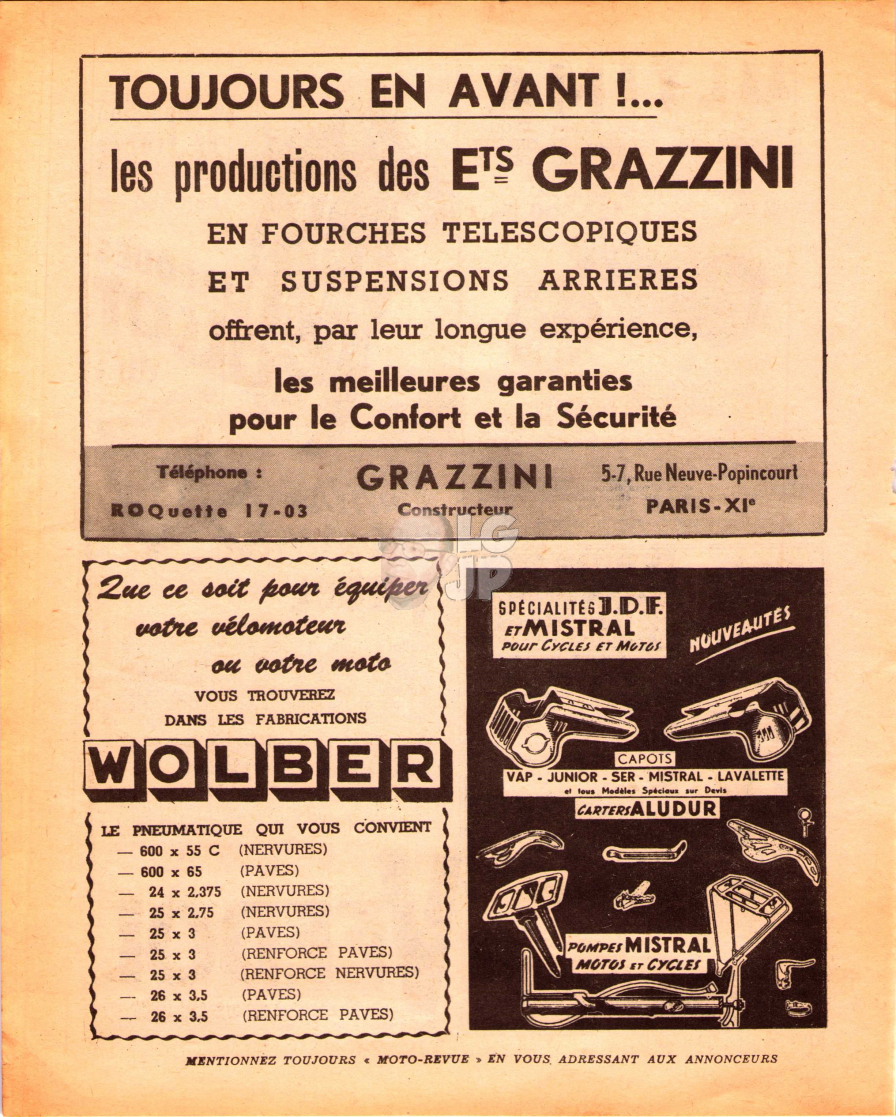 TOUJOURS EN AVANT !...
les productions des ETS GRAZZINI
EN FOURCHES TELESCOPIQUES
ET SUSPENSIONS ARRIERES
offrent, par leur longue expérience,
les meilleures garanties
pour le Confort et la Sécurité
Téléphone :
ROQuette 17-03
GRAZZINI
Constructeur
5-7, Rue Neuve-Popincourt
PARIS-XIe
LG
JP
Que ce soit pour équiper
votre vélomoteur
ou votre moto
VOUS TROUVEREZ
DANS LES FABRICATIONS
WOLBER
LE PNEUMATIQUE QUI VOUS CONVIENT
— 600 x 55 C (NERVURES)
— 600 x 65 (PAVES)
— 24 x 2,375 (NERVURES)
— 25 x 2,75 (NERVURES)
— 25 x 3 (PAVES)
— 25 x 3 (RENFORCE PAVES)
— 25 x 3 (RENFORCE NERVURES)
— 26 x 3,5 (PAVES)
— 26 x 3,5 (RENFORCE PAVES)
SPÉCIALITÉS J.D.F.
ET MISTRAL
POUR CYCLES ET MOTOS
NOUVEAUTÉS
CAPOTS
VAP - JUNIOR - SER - MISTRAL - LAVALETTE
et tous Modèles Spéciaux sur Devis
CARTERS ALUDUR
POMPES MISTRAL
MOTOS ET CYCLES
MENTIONNEZ TOUJOURS « MOTO-REVUE » EN VOUS ADRESSANT AUX ANNONCEURS